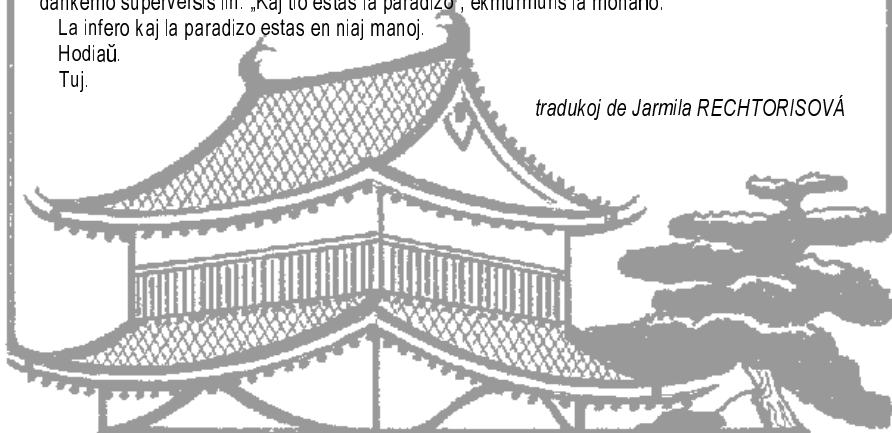 dankemo superverŝis lin. „Kaj tio estas la paradizo“, ekmurmuris la monaĥo.
La infero kaj la paradizo estas en niaj manoj.
Hodiaŭ.
Tuj.
tradukoj de Jarmila RECHTORISOVÁ